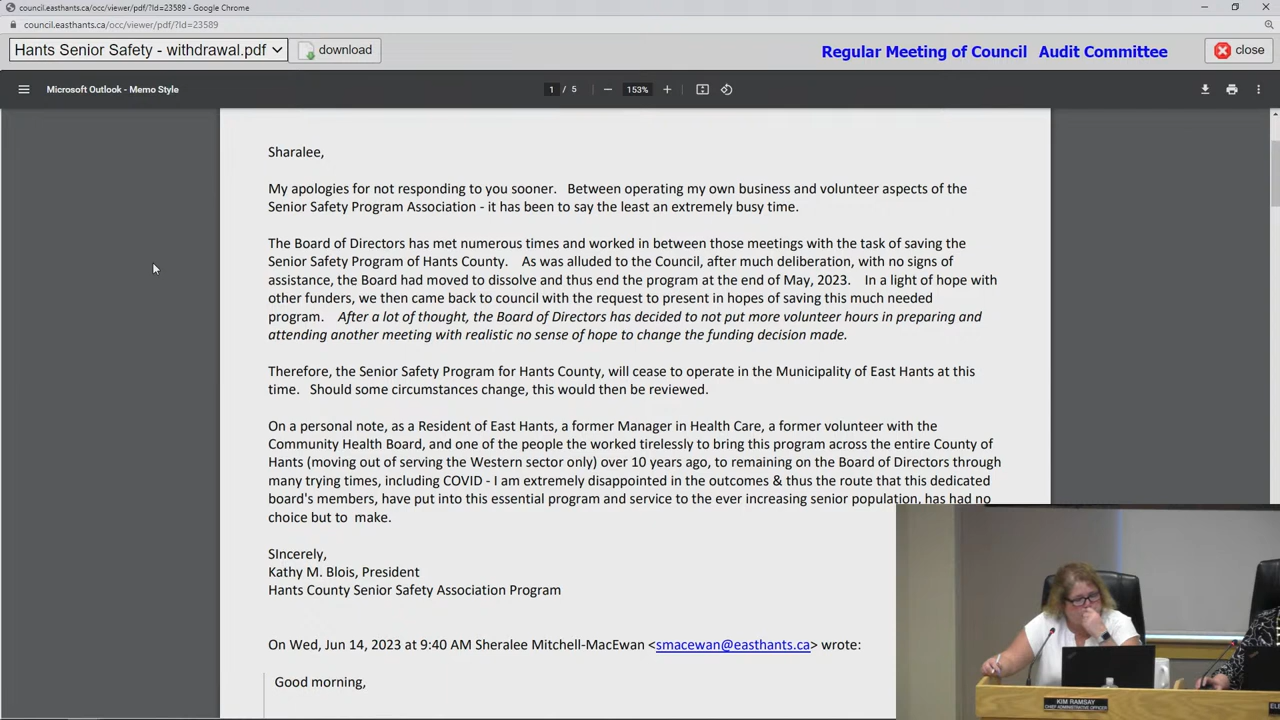 council.easthants.ca/occ/viewer/pdf/?Id=23589 - Google Chrome
council.easthants.ca/occ/viewer/pdf/?Id=23589
Hants Senior Safety - withdrawal.pdf
download
Regular Meeting of Council Audit Committee
close
Microsoft Outlook - Memo Style
1 / 5
153%
Sharalee,
My apologies for not responding to you sooner. Between operating my own business and volunteer aspects of the
Senior Safety Program Association - it has been to say the least an extremely busy time.
The Board of Directors has met numerous times and worked in between those meetings with the task of saving the
Senior Safety Program of Hants County. As was alluded to the Council, after much deliberation, with no signs of
assistance, the Board had moved to dissolve and thus end the program at the end of May, 2023. In a light of hope with
other funders, we then came back to council with the request to present in hopes of saving this much needed
program. After a lot of thought, the Board of Directors has decided to not put more volunteer hours in preparing and
attending another meeting with realistic no sense of hope to change the funding decision made.
Therefore, the Senior Safety Program for Hants County, will cease to operate in the Municipality of East Hants at this
time. Should some circumstances change, this would then be reviewed.
On a personal note, as a Resident of East Hants, a former Manager in Health Care, a former volunteer with the
Community Health Board, and one of the people the worked tirelessly to bring this program across the entire County of
Hants (moving out of serving the Western sector only) over 10 years ago, to remaining on the Board of Directors through
many trying times, including COVID - I am extremely disappointed in the outcomes & thus the route that this dedicated
board's members, have put into this essential program and service to the ever increasing senior population, has had no
choice but to make.
SIncerely,
Kathy M. Blois, President
Hants County Senior Safety Association Program
On Wed, Jun 14, 2023 at 9:40 AM Sheralee Mitchell-MacEwan <smacewan@easthants.ca> wrote:
Good morning,
KIM RAMSAY
CHIEF ADMINISTRATIVE OFFICER